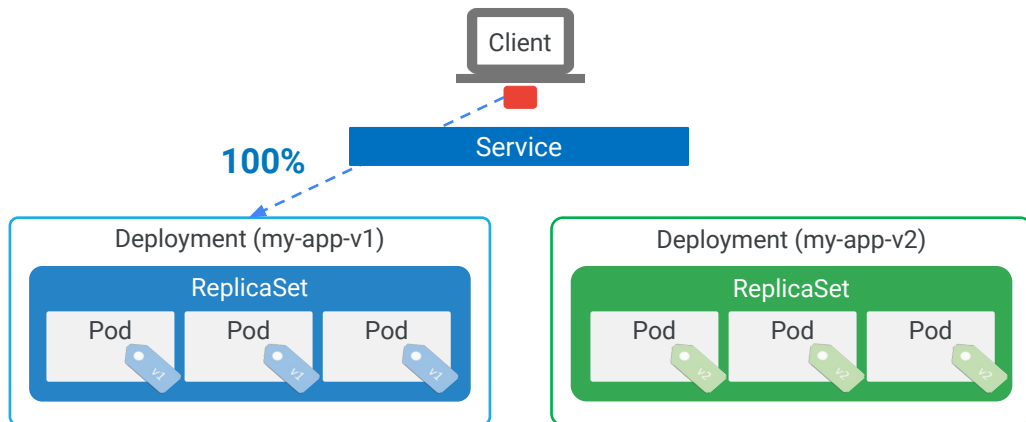 Client
Service
100%
Deployment (my-app-v1)
ReplicaSet
Pod
v1
Pod
v1
Pod
v1
Deployment (my-app-v2)
ReplicaSet
Pod
v2
Pod
v2
Pod
v2